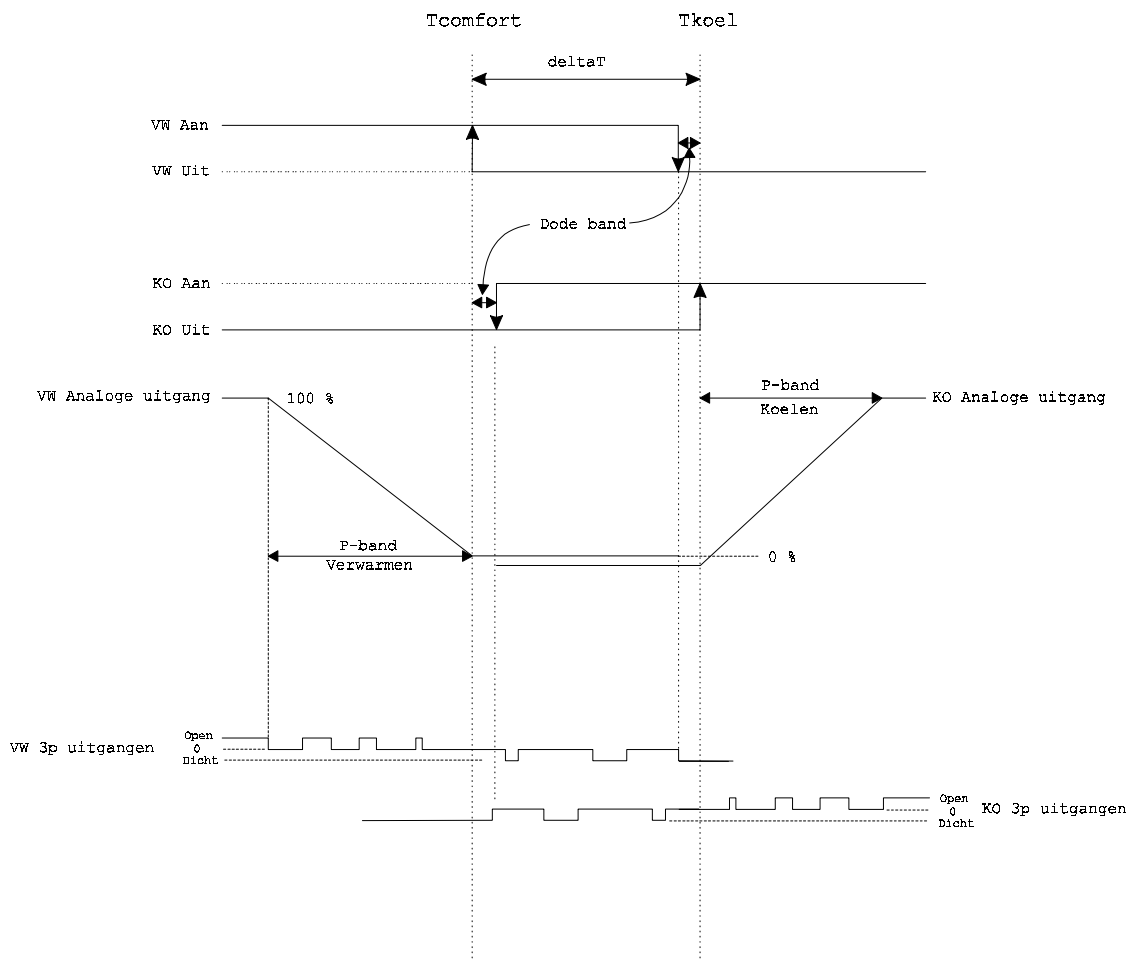 Tcomfort Tkoel
deltaT
VW Aan
VW Uit
Dode band
KO Aan
KO Uit
VW Analoge uitgang
100 %
P-band
Koelen
KO Analoge uitgang
P-band
Verwarmen
0 %
VW 3p uitgangen
Open
0
Dicht
Open
0
Dicht
KO 3p uitgangen